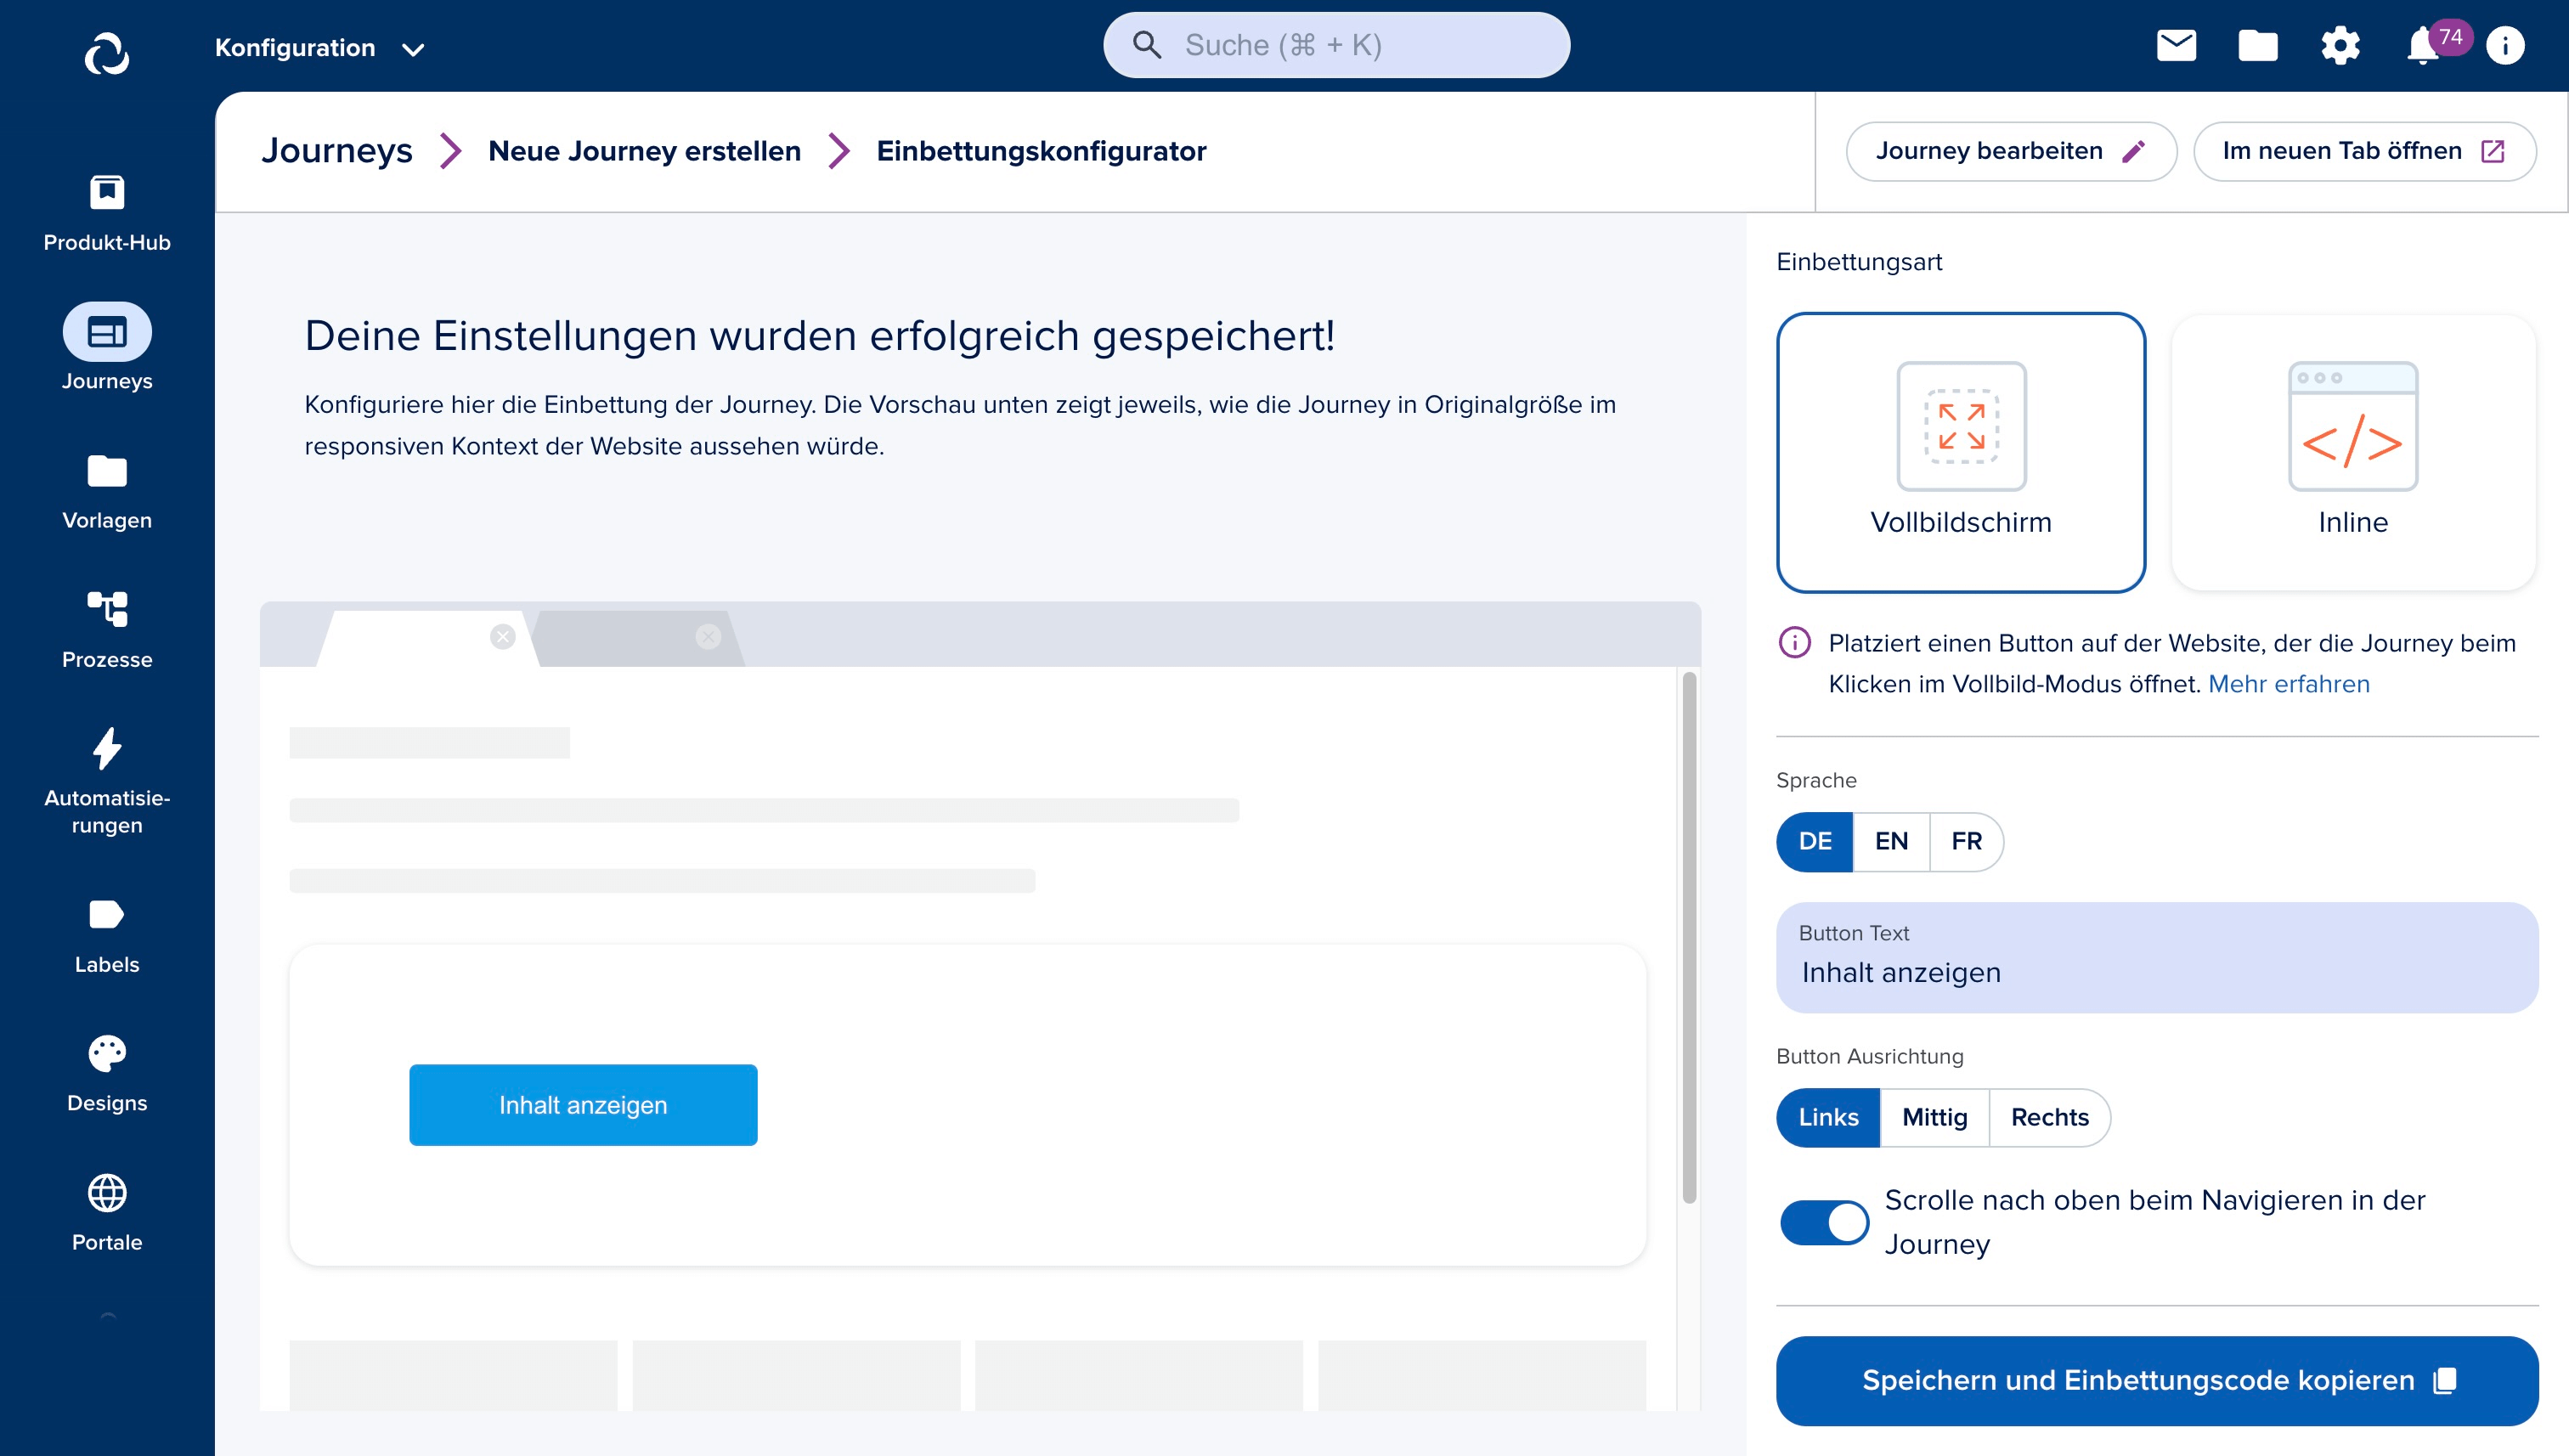 Konfiguration
Suche (⌘ + K)
74
Produkt-Hub
Journeys
Vorlagen
Prozesse
Automatisie-
rungen
Labels
Designs
Portale
Journeys
Neue Journey erstellen
Einbettungskonfigurator
Journey bearbeiten
Im neuen Tab öffnen
Deine Einstellungen wurden erfolgreich gespeichert!
Konfiguriere hier die Einbettung der Journey. Die Vorschau unten zeigt jeweils, wie die Journey in Originalgröße im
responsiven Kontext der Website aussehen würde.
Inhalt anzeigen
Einbettungsart
Vollbildschirm
Inline
Platziert einen Button auf der Website, der die Journey beim
Klicken im Vollbild-Modus öffnet. Mehr erfahren
Sprache
DE EN FR
Button Text
Inhalt anzeigen
Button Ausrichtung
Links Mittig Rechts
Scrolle nach oben beim Navigieren in der
Journey
Speichern und Einbettungscode kopieren